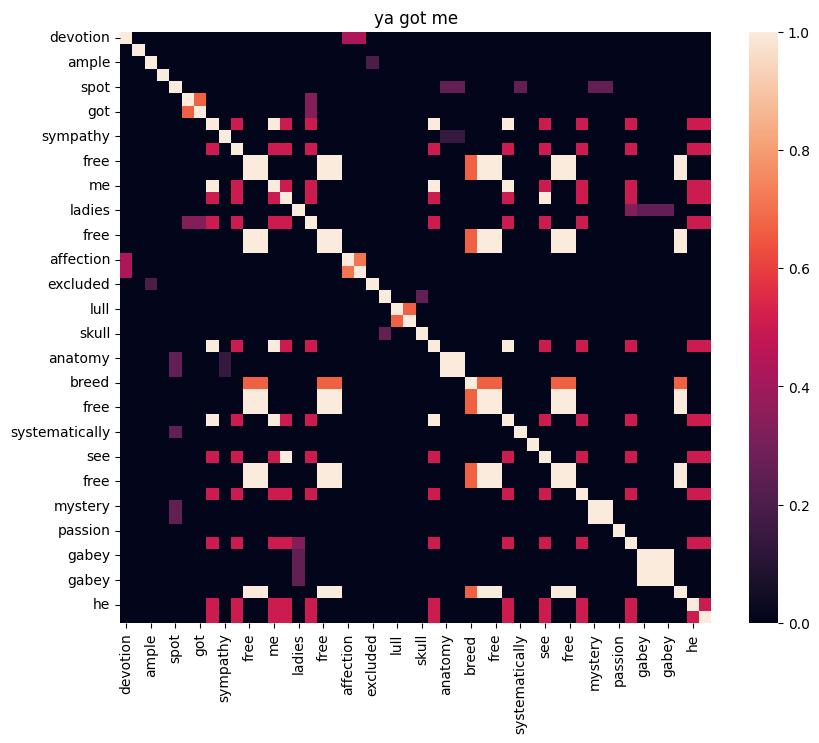 ya got me
devotion
ample
spot
got
sympathy
free
me
ladies
free
affection
excluded
lull
skull
anatomy
breed
free
systematically
see
free
mystery
passion
gabey
gabey
he
1.0
0.8
0.6
0.4
0.2
0.0
devotion
ample
spot
got
sympathy
free
me
ladies
free
affection
excluded
lull
skull
anatomy
breed
free
systematically
see
free
mystery
passion
gabey
gabey
he